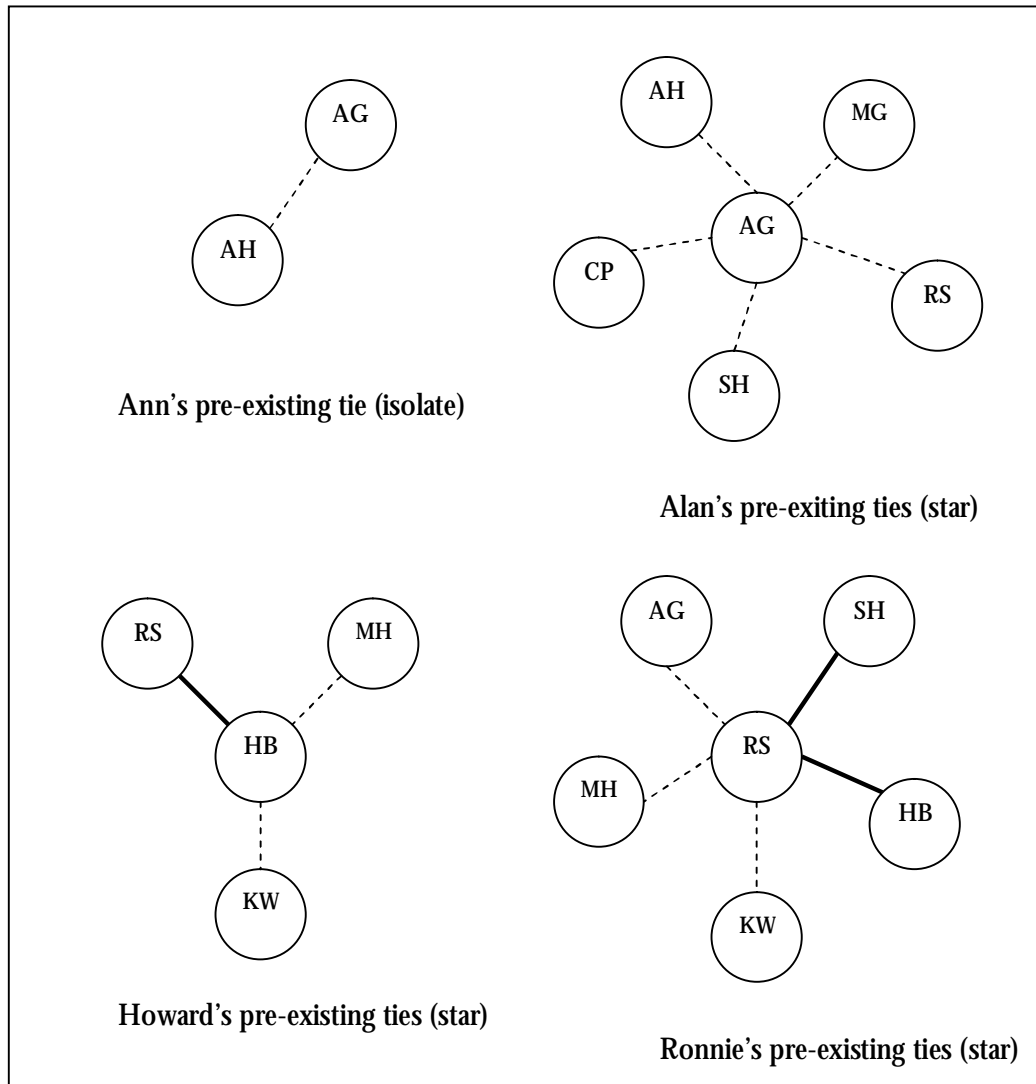 AG
AH
Ann’s pre-existing tie (isolate)
AH
MG
AG
CP
RS
SH
Alan’s pre-exiting ties (star)
RS
MH
HB
KW
Howard’s pre-existing ties (star)
AG
SH
RS
MH
HB
KW
Ronnie’s pre-existing ties (star)